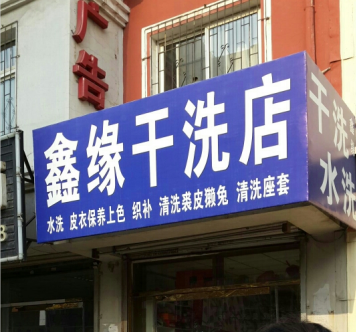 广告
鑫缘干洗店
水洗 皮衣保养上色 织补 清洗裘皮獭兔 清洗座套
干洗
水洗